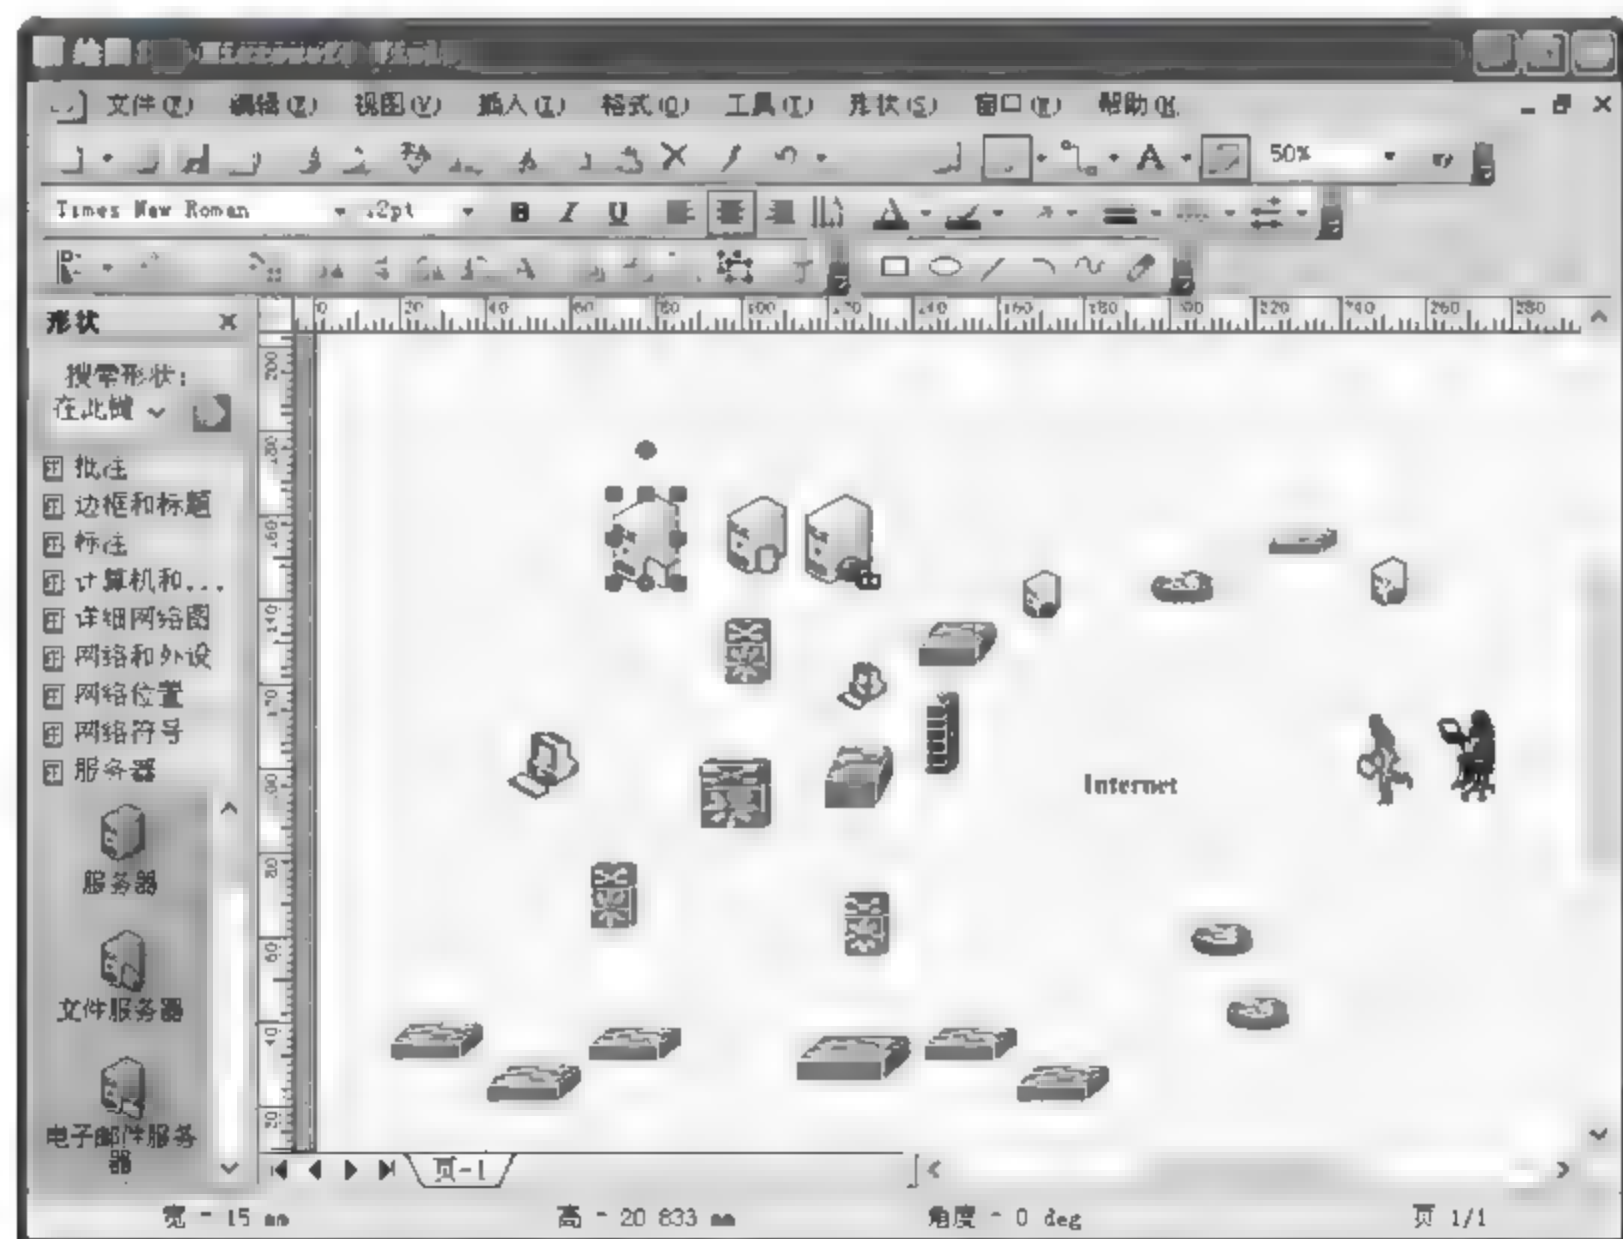 文件(F) 编辑(E) 视图(V) 插入(I) 格式(O) 工具(T) 形状(S) 窗口(W) 帮助(H)
50%
Times New Roman 12pt B I U
形状
搜索形状:
在此键
批注
边框和标题
标注
计算机和...
详细网络图
网络和外设
网络位置
网络符号
服务器
服务器
文件服务器
电子邮件服务
器
Internet
页-1
宽 = 15 mm 高 = 20 833 mm 角度 = 0 deg 页 1/1